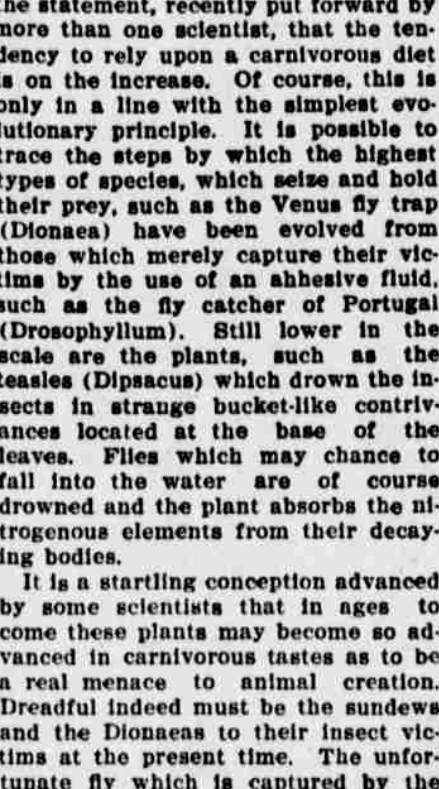 the statement, recently put forward by
more than one scientist, that the ten-
dency to rely upon a carnivorous diet
is on the increase. Of course, this is
only in a line with the simplest evo-
lutionary principle. It is possible to
trace the steps by which the highest
types of species, which seize and hold
their prey, such as the Venus fly trap
(Dionaea) have been evolved from
those which merely capture their vic-
tims by the use of an ahhesive fluid,
such as the fly catcher of Portugal
(Drosophyllum). Still lower in the
scale are the plants, such as the
teasles (Dipsacus) which drown the in-
sects in strange bucket-like contriv-
ances located at the base of the
leaves. Flies which may chance to
fall into the water are of course
drowned and the plant absorbs the ni-
trogenous elements from their decay-
ing bodies.
It is a startling conception advanced
by some scientists that in ages to
come these plants may become so ad-
vanced in carnivorous tastes as to be
a real menace to animal creation.
Dreadful indeed must be the sundews
and the Dionaeas to their insect vic-
tims at the present time. The unfor-
tunate fly which is captured by the